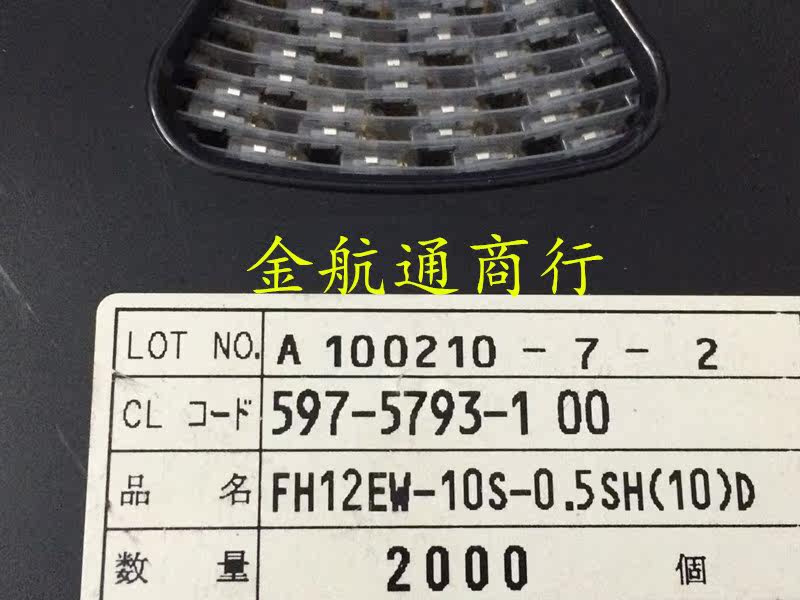 金航通商行
LOT NO. A 100210 - 7 - 2
CL コード 597-5793-1 00
品名 FH12EW-10S-0.5SH(10)D
数量 2000 個